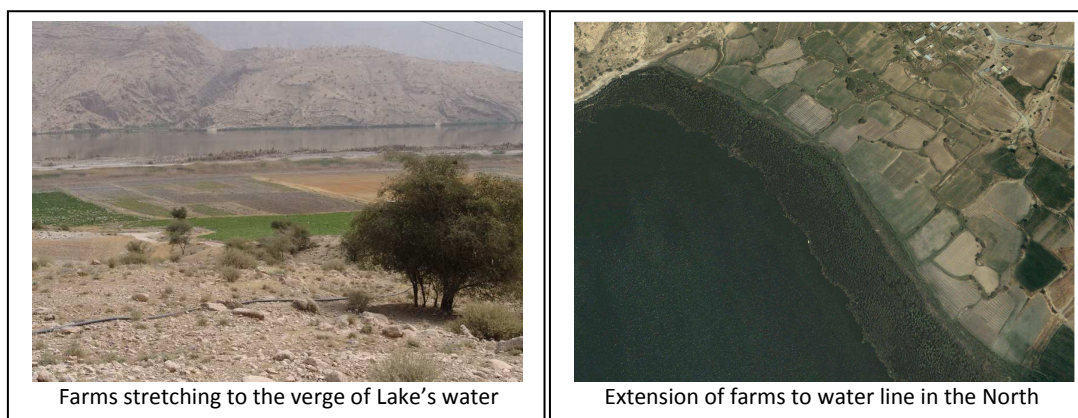 Farms stretching to the verge of Lake’s water
Extension of farms to water line in the North